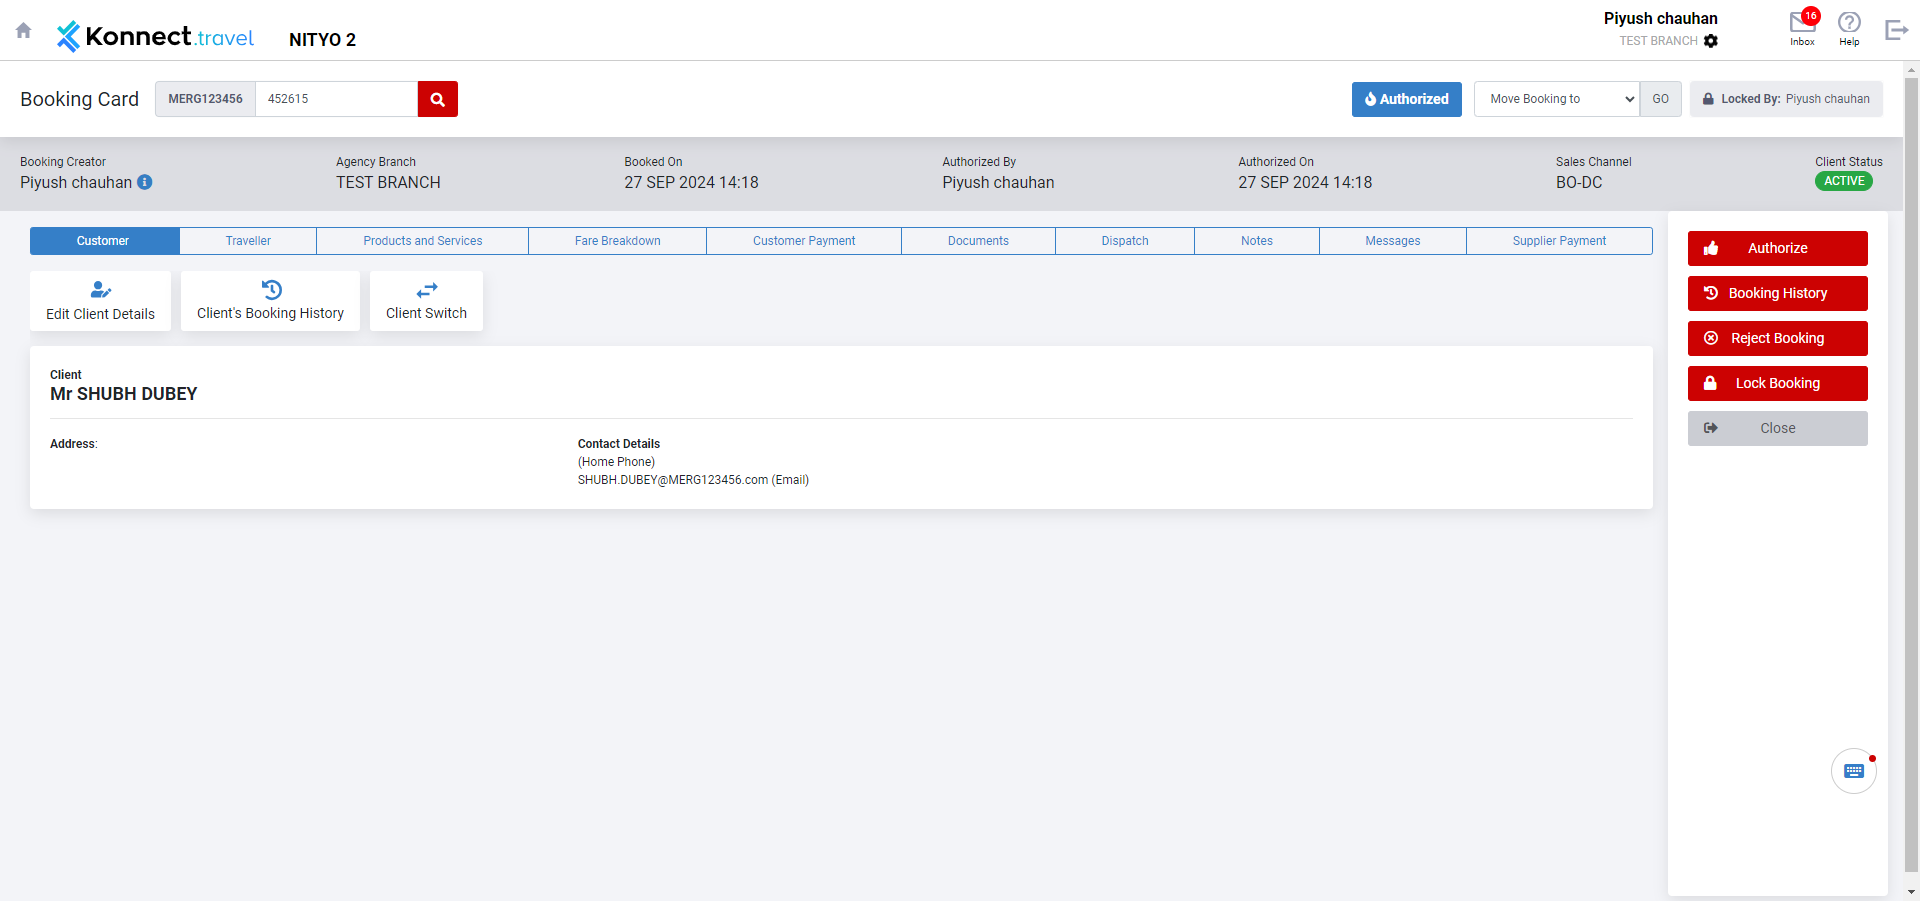 Konnect.travel
NITYO 2
Piyush chauhan
TEST BRANCH
16
Inbox
Help
Booking Card
MERG123456
452615
Authorized
Move Booking to
GO
Locked By: Piyush chauhan
Booking Creator
Piyush chauhan
Agency Branch
TEST BRANCH
Booked On
27 SEP 2024 14:18
Authorized By
Piyush chauhan
Authorized On
27 SEP 2024 14:18
Sales Channel
BO-DC
Client Status
ACTIVE
Customer
Traveller
Products and Services
Fare Breakdown
Customer Payment
Documents
Dispatch
Notes
Messages
Supplier Payment
Edit Client Details
Client's Booking History
Client Switch
Client
Mr SHUBH DUBEY
Address:
Contact Details
(Home Phone)
SHUBH.DUBEY@MERG123456.com (Email)
Authorize
Booking History
Reject Booking
Lock Booking
Close